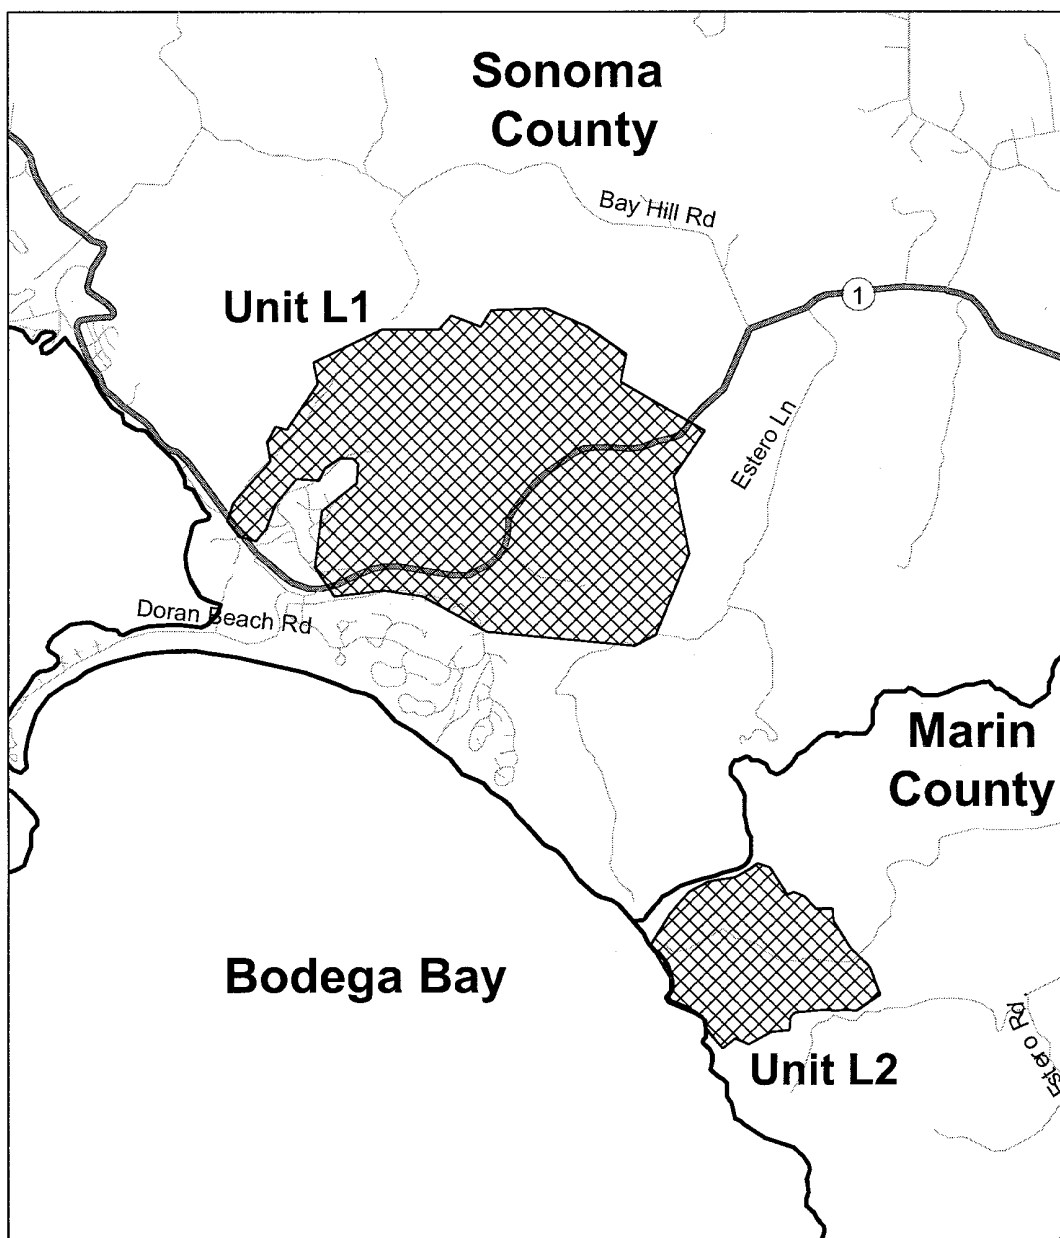 Sonoma
County
Bay Hill Rd
Unit L1
1
Estero Ln
Doran Beach Rd
Marin
County
Bodega Bay
Estero Rd
Unit L2